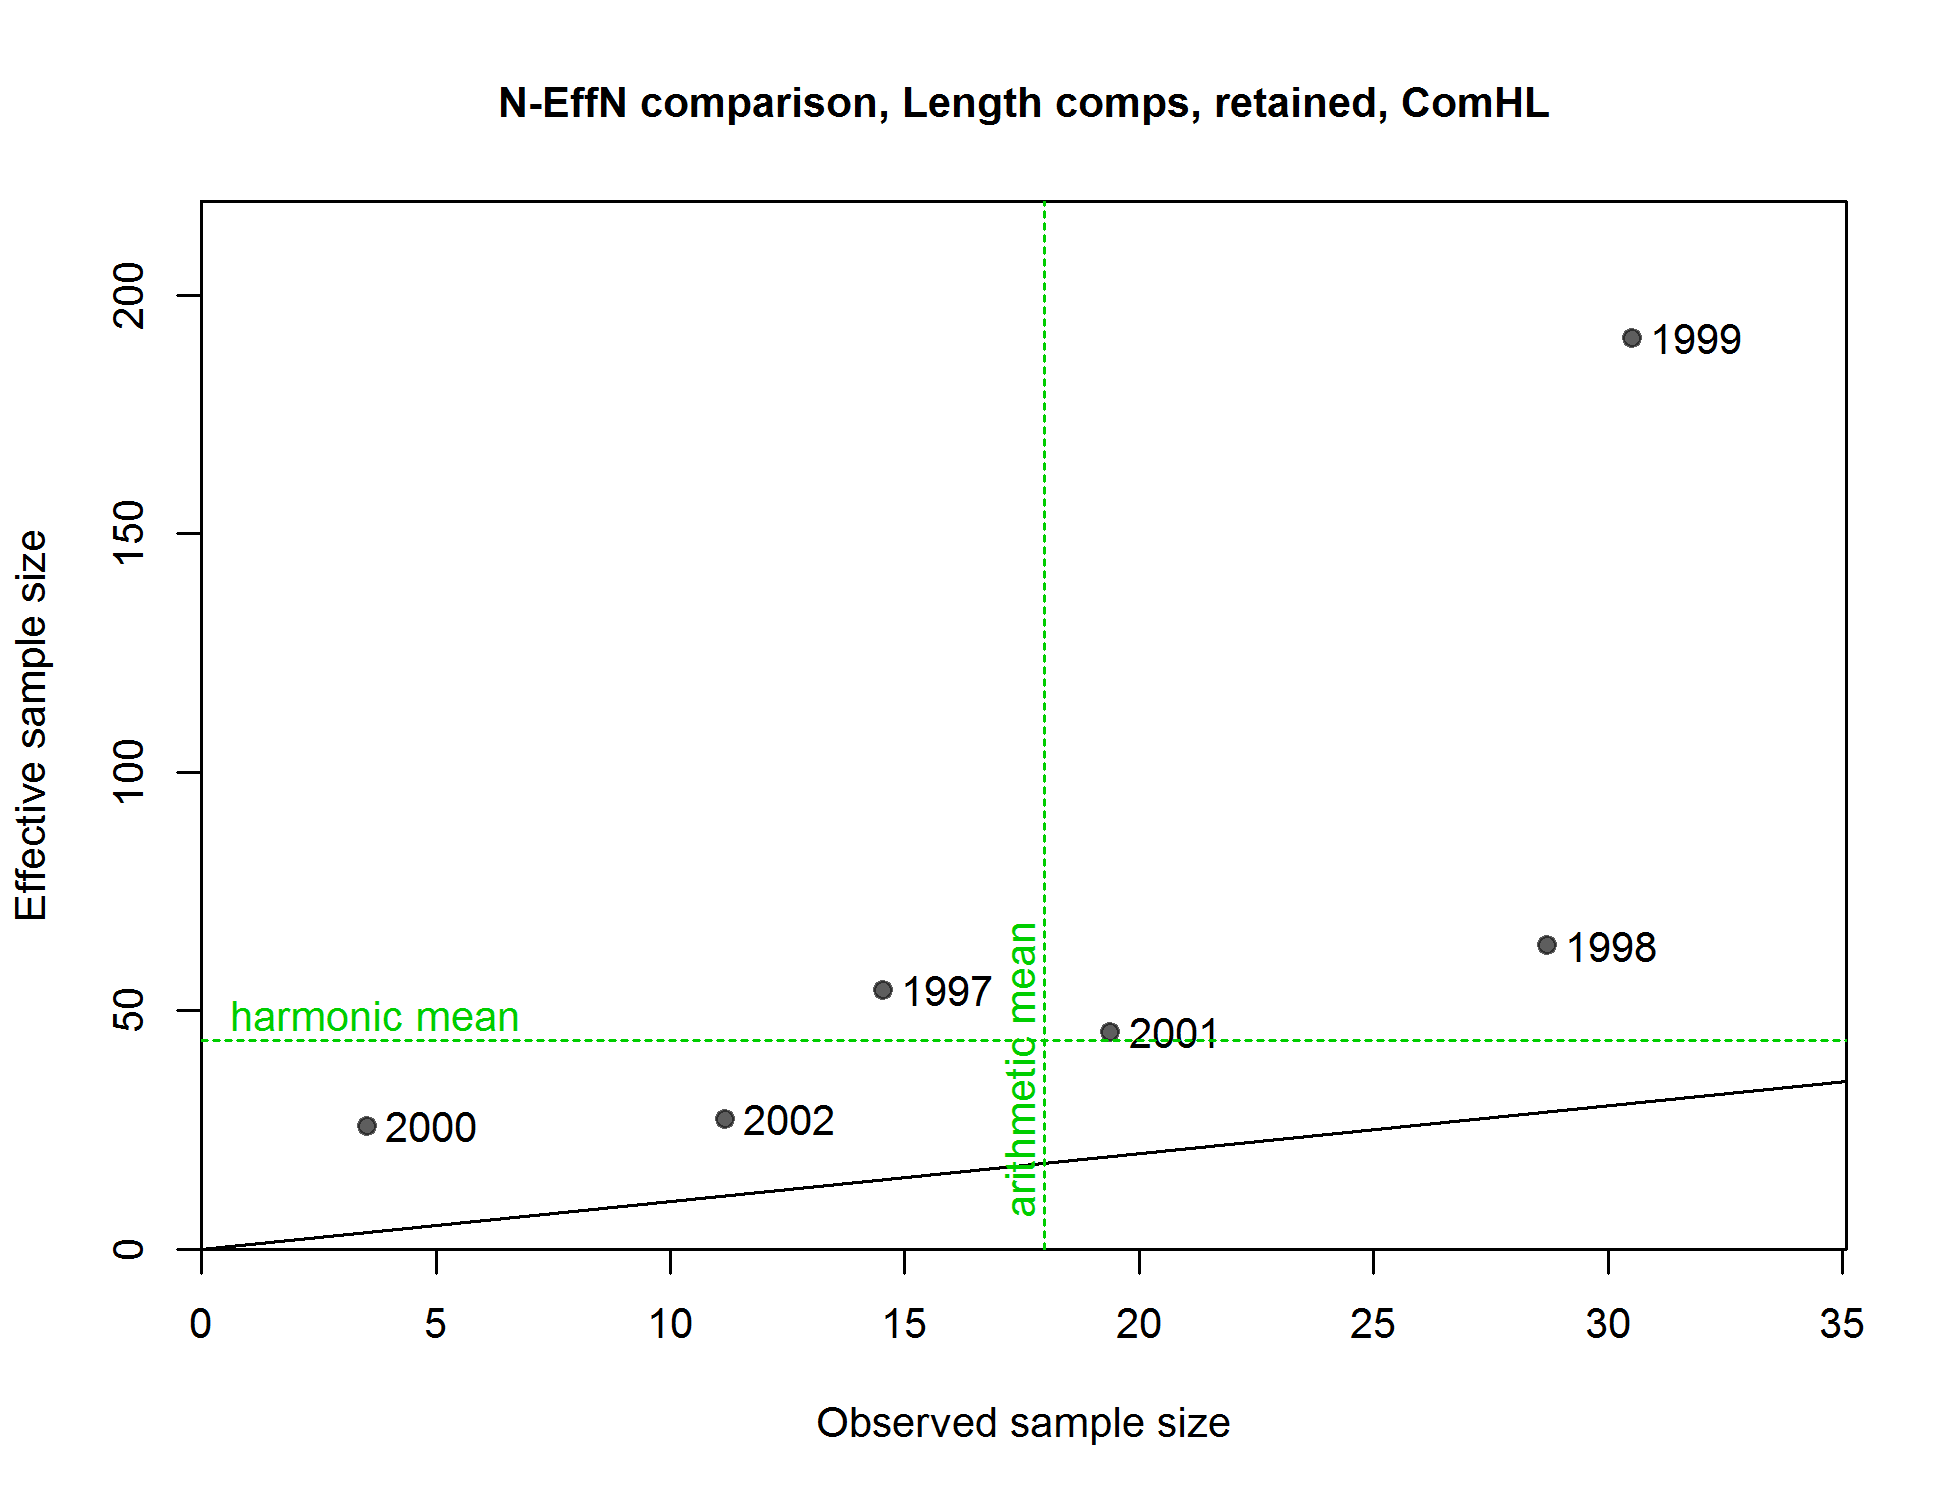 N-EffN comparison, Length comps, retained, ComHL
200
150
100
50
0
Effective sample size
1999
1998
1997
2001
2000
2002
harmonic mean
arithmetic mean
0 5 10 15 20 25 30 35
Observed sample size